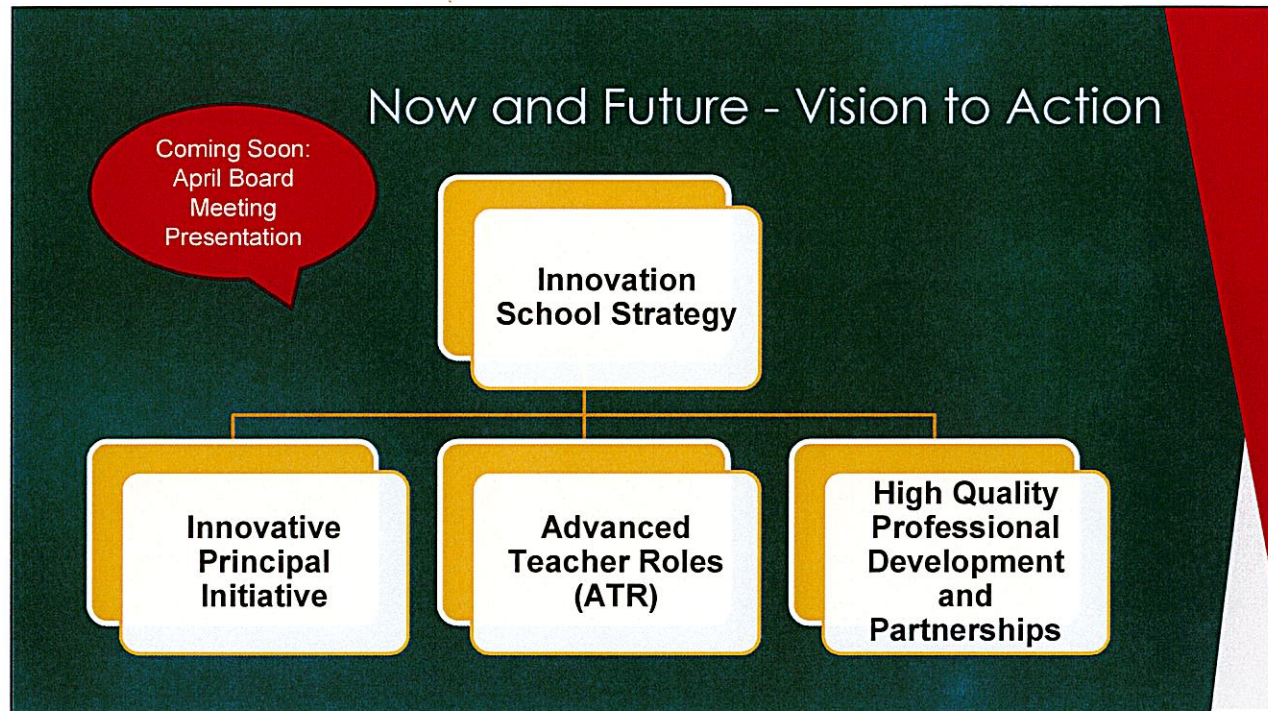 Now and Future - Vision to Action
Coming Soon:
April Board
Meeting
Presentation
Innovation
School Strategy
Innovative
Principal
Initiative
Advanced
Teacher Roles
(ATR)
High Quality
Professional
Development
and
Partnerships